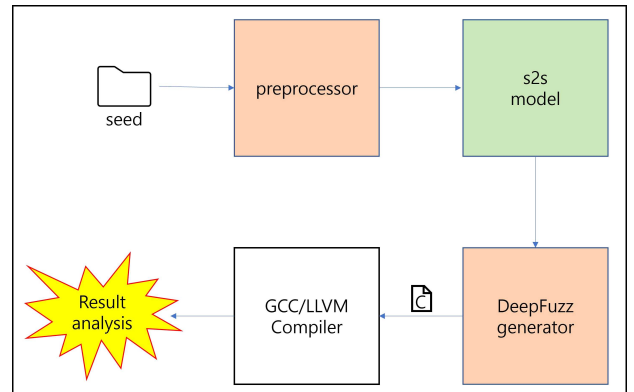 seed
preprocessor
s2s
model
Result
analysis
GCC/LLVM
Compiler
C
DeepFuzz
generator